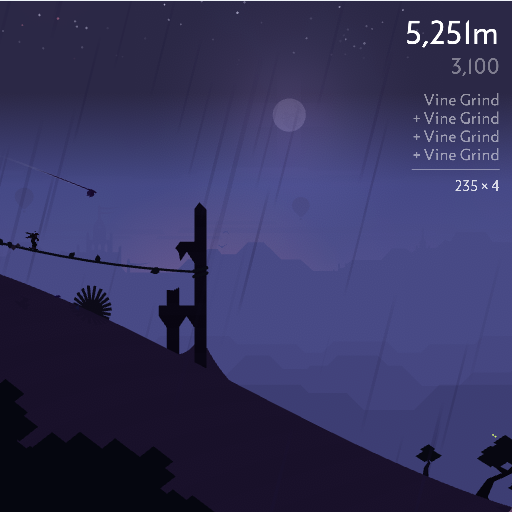 5,251m
3,100
Vine Grind
+ Vine Grind
+ Vine Grind
+ Vine Grind
235 × 4